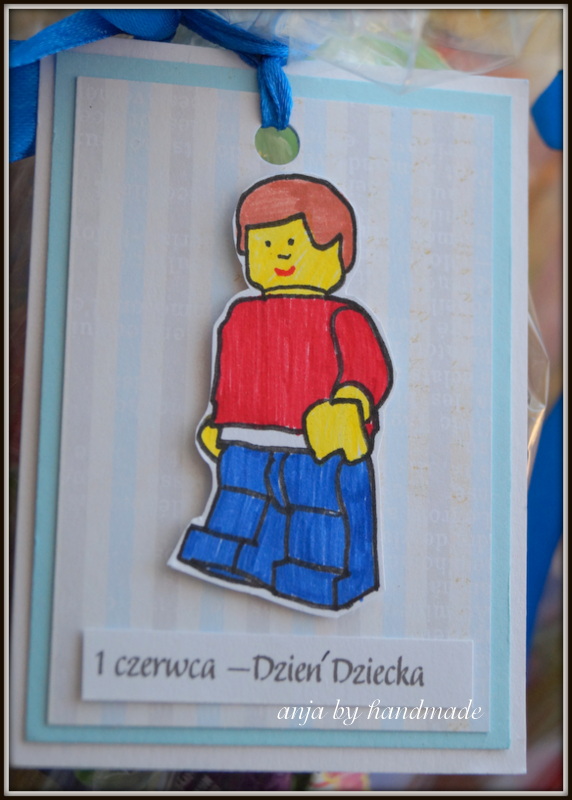 1 czerwca –Dzień Dziecka
anja by handmade